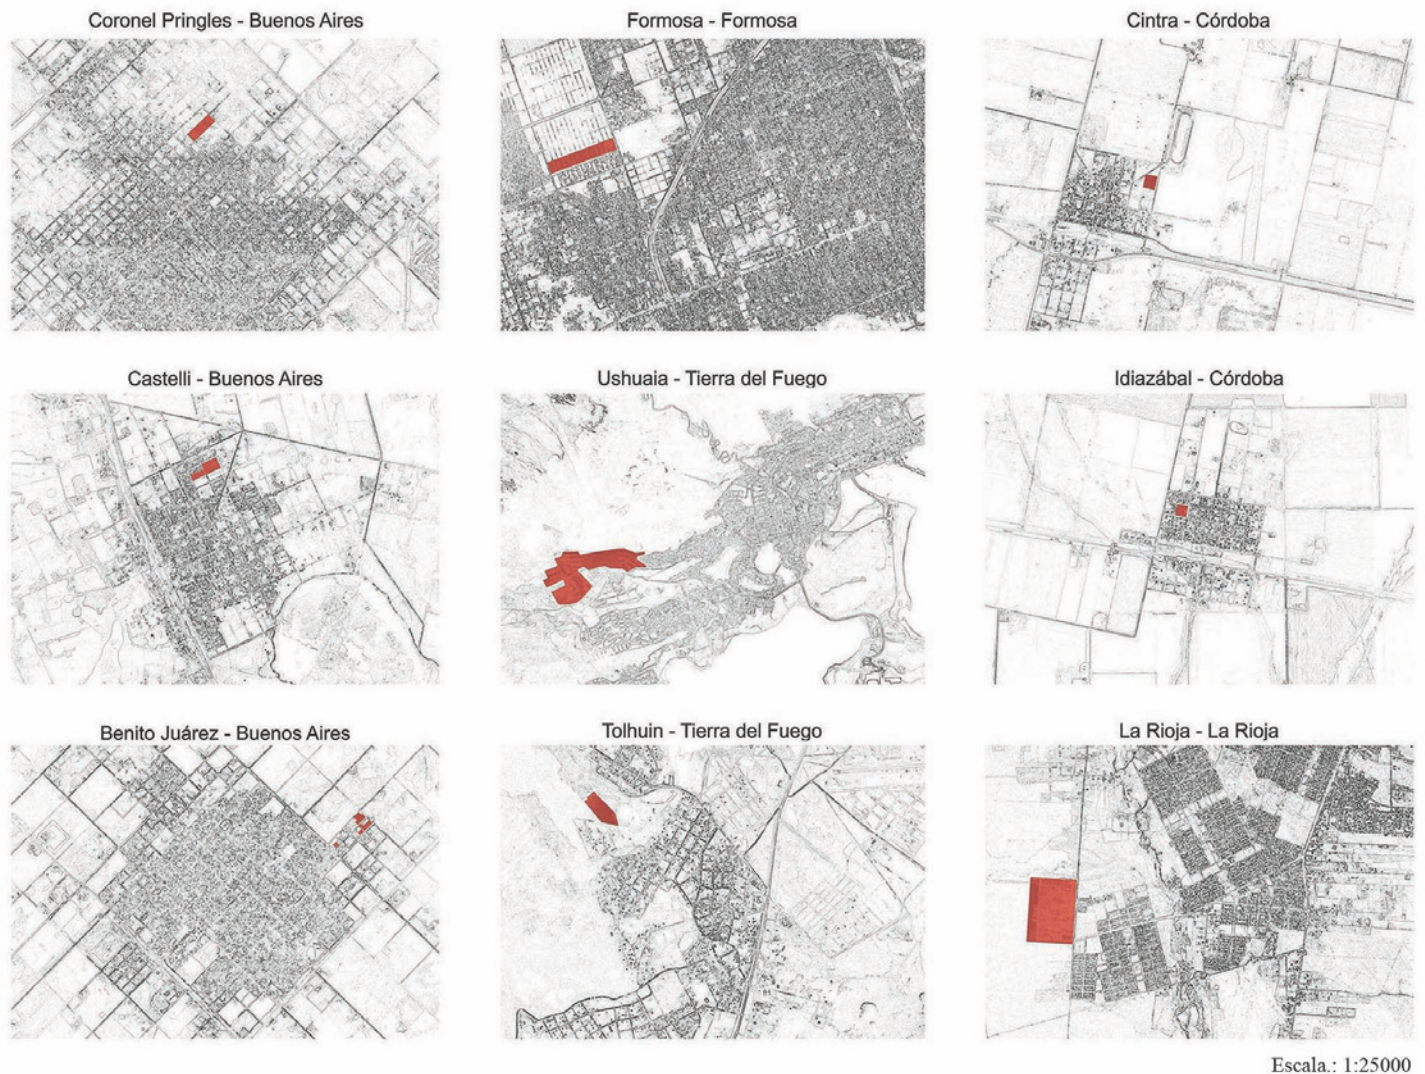 Coronel Pringles - Buenos Aires
Formosa - Formosa
Cintra - Córdoba
Castelli - Buenos Aires
Ushuaia - Tierra del Fuego
Idiazábal - Córdoba
Benito Juárez - Buenos Aires
Tolhuin - Tierra del Fuego
La Rioja - La Rioja
Escala.: 1:25000